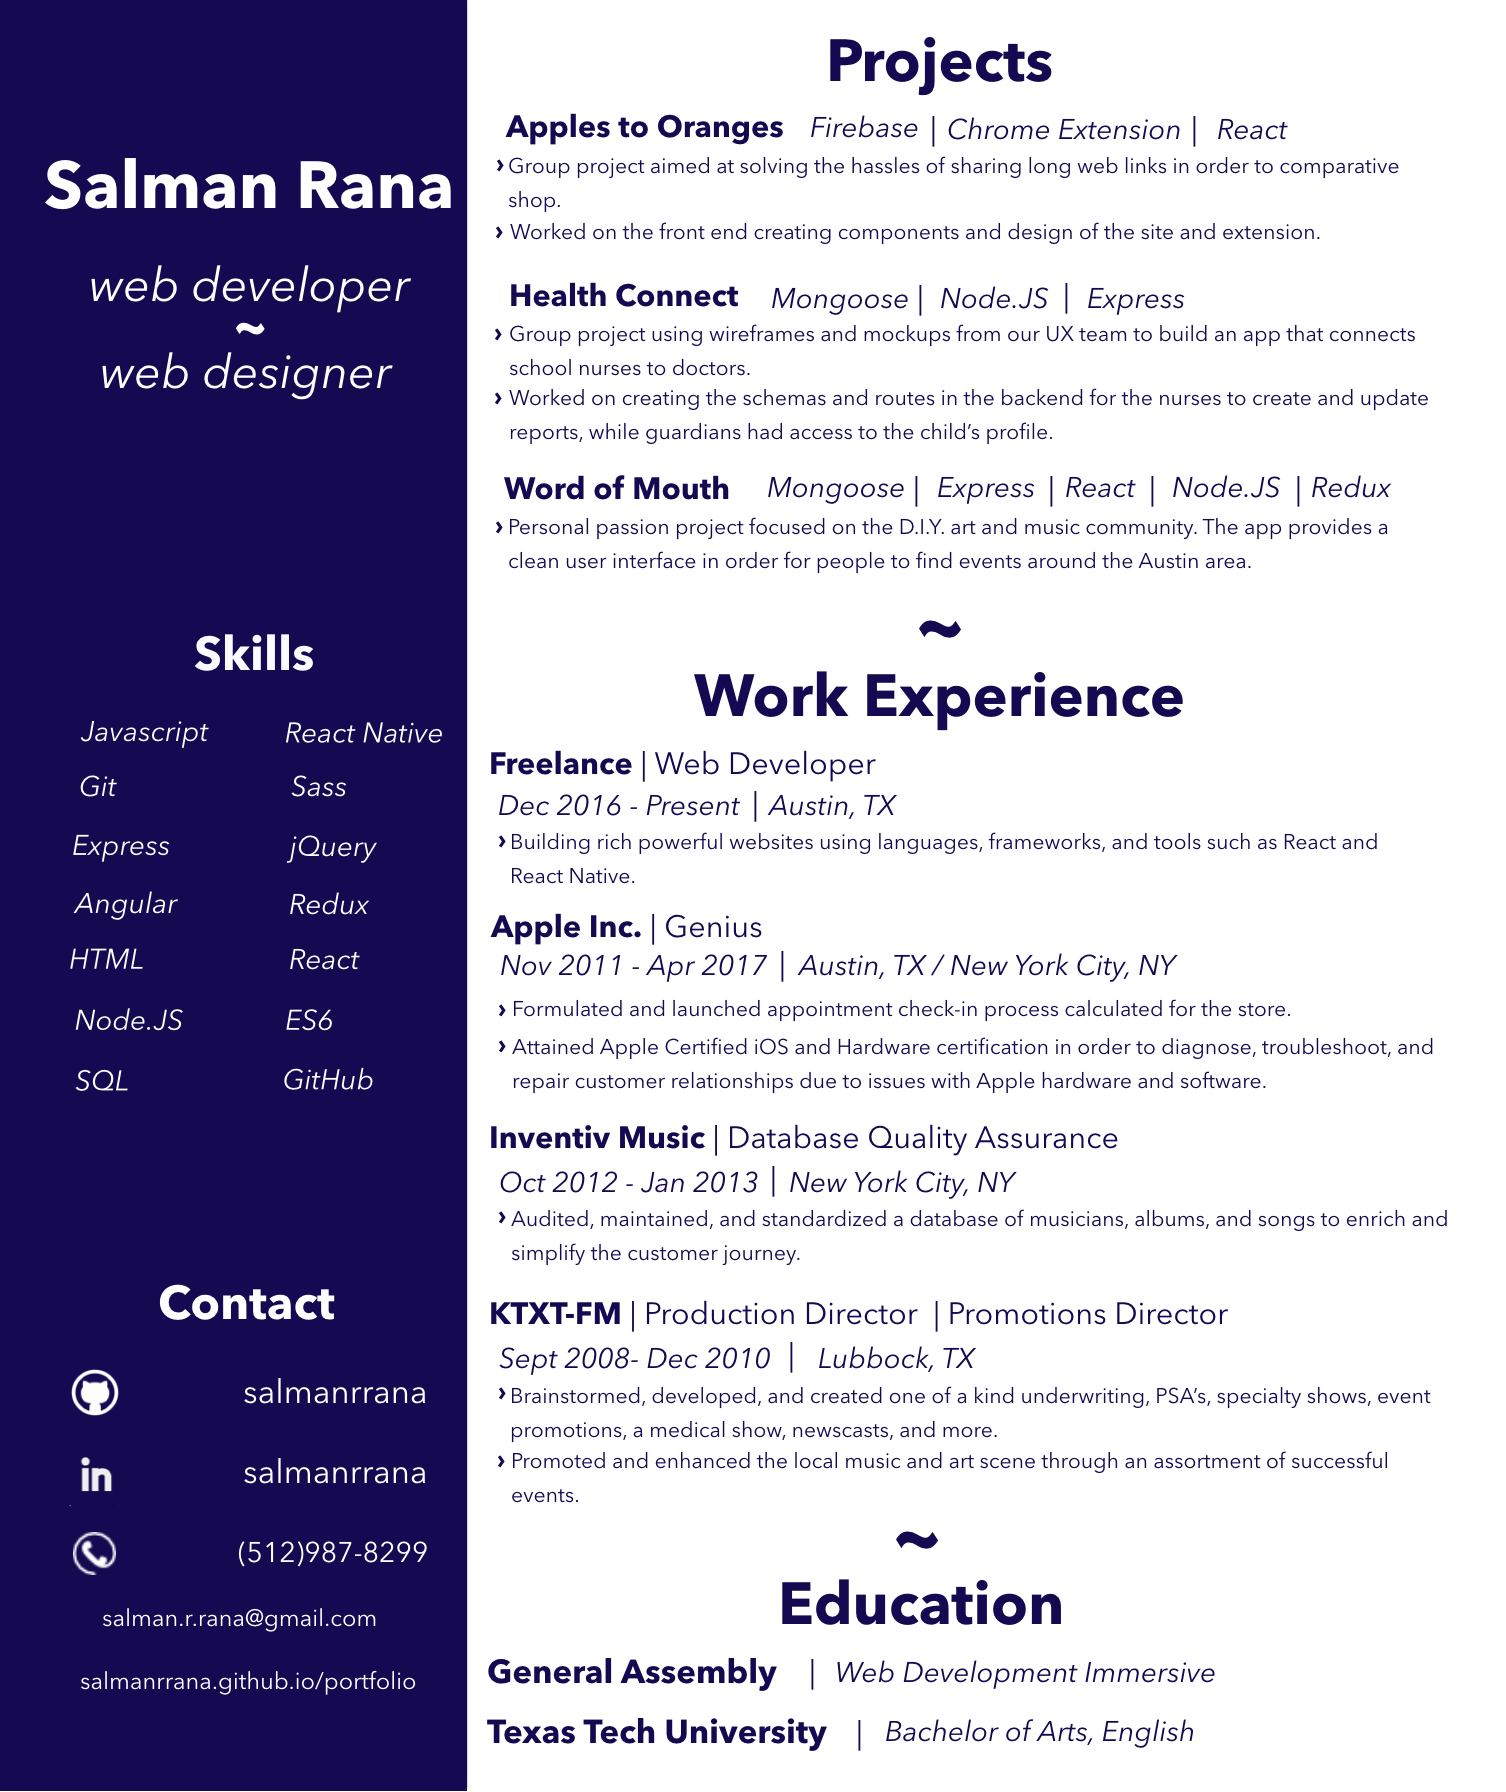 Salman Rana
web developer
~
web designer
Skills
Javascript React Native
Git Sass
Express jQuery
Angular Redux
HTML React
Node.JS ES6
SQL GitHub
Contact
salmanrrana
in salmanrrana
(512)987-8299
salman.r.rana@gmail.com
salmanrrana.github.io/portfolio
Projects
Apples to Oranges Firebase | Chrome Extension | React
› Group project aimed at solving the hassles of sharing long web links in order to comparative
shop.
› Worked on the front end creating components and design of the site and extension.
Health Connect Mongoose | Node.JS | Express
› Group project using wireframes and mockups from our UX team to build an app that connects
school nurses to doctors.
› Worked on creating the schemas and routes in the backend for the nurses to create and update
reports, while guardians had access to the child’s profile.
Word of Mouth Mongoose | Express | React | Node.JS | Redux
› Personal passion project focused on the D.I.Y. art and music community. The app provides a
clean user interface in order for people to find events around the Austin area.
~
Work Experience
Freelance | Web Developer
Dec 2016 - Present | Austin, TX
› Building rich powerful websites using languages, frameworks, and tools such as React and
React Native.
Apple Inc. | Genius
Nov 2011 - Apr 2017 | Austin, TX / New York City, NY
› Formulated and launched appointment check-in process calculated for the store.
› Attained Apple Certified iOS and Hardware certification in order to diagnose, troubleshoot, and
repair customer relationships due to issues with Apple hardware and software.
Inventiv Music | Database Quality Assurance
Oct 2012 - Jan 2013 | New York City, NY
› Audited, maintained, and standardized a database of musicians, albums, and songs to enrich and
simplify the customer journey.
KTXT-FM | Production Director | Promotions Director
Sept 2008- Dec 2010 | Lubbock, TX
› Brainstormed, developed, and created one of a kind underwriting, PSA’s, specialty shows, event
promotions, a medical show, newscasts, and more.
› Promoted and enhanced the local music and art scene through an assortment of successful
events.
~
Education
General Assembly | Web Development Immersive
Texas Tech University | Bachelor of Arts, English